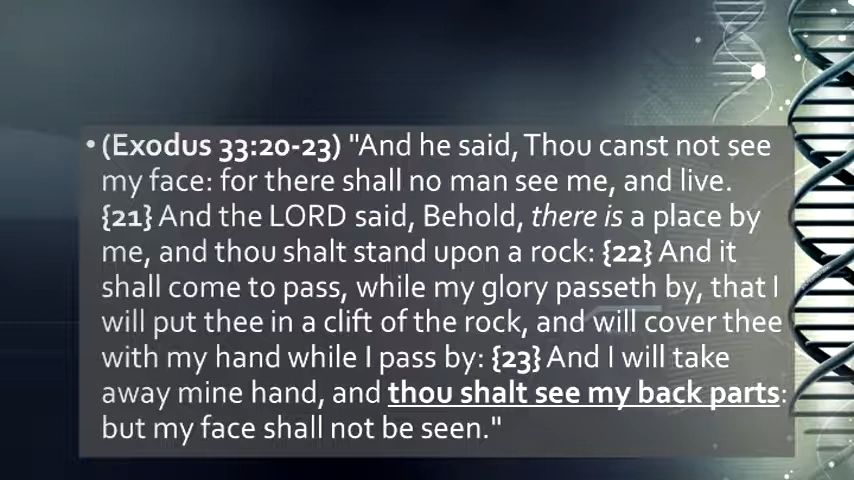 • (Exodus 33:20-23) "And he said, Thou canst not see
my face: for there shall no man see me, and live.
{21} And the LORD said, Behold, there is a place by
me, and thou shalt stand upon a rock: {22} And it
shall come to pass, while my glory passeth by, that I
will put thee in a clift of the rock, and will cover thee
with my hand while I pass by: {23} And I will take
away mine hand, and thou shalt see my back parts:
but my face shall not be seen."